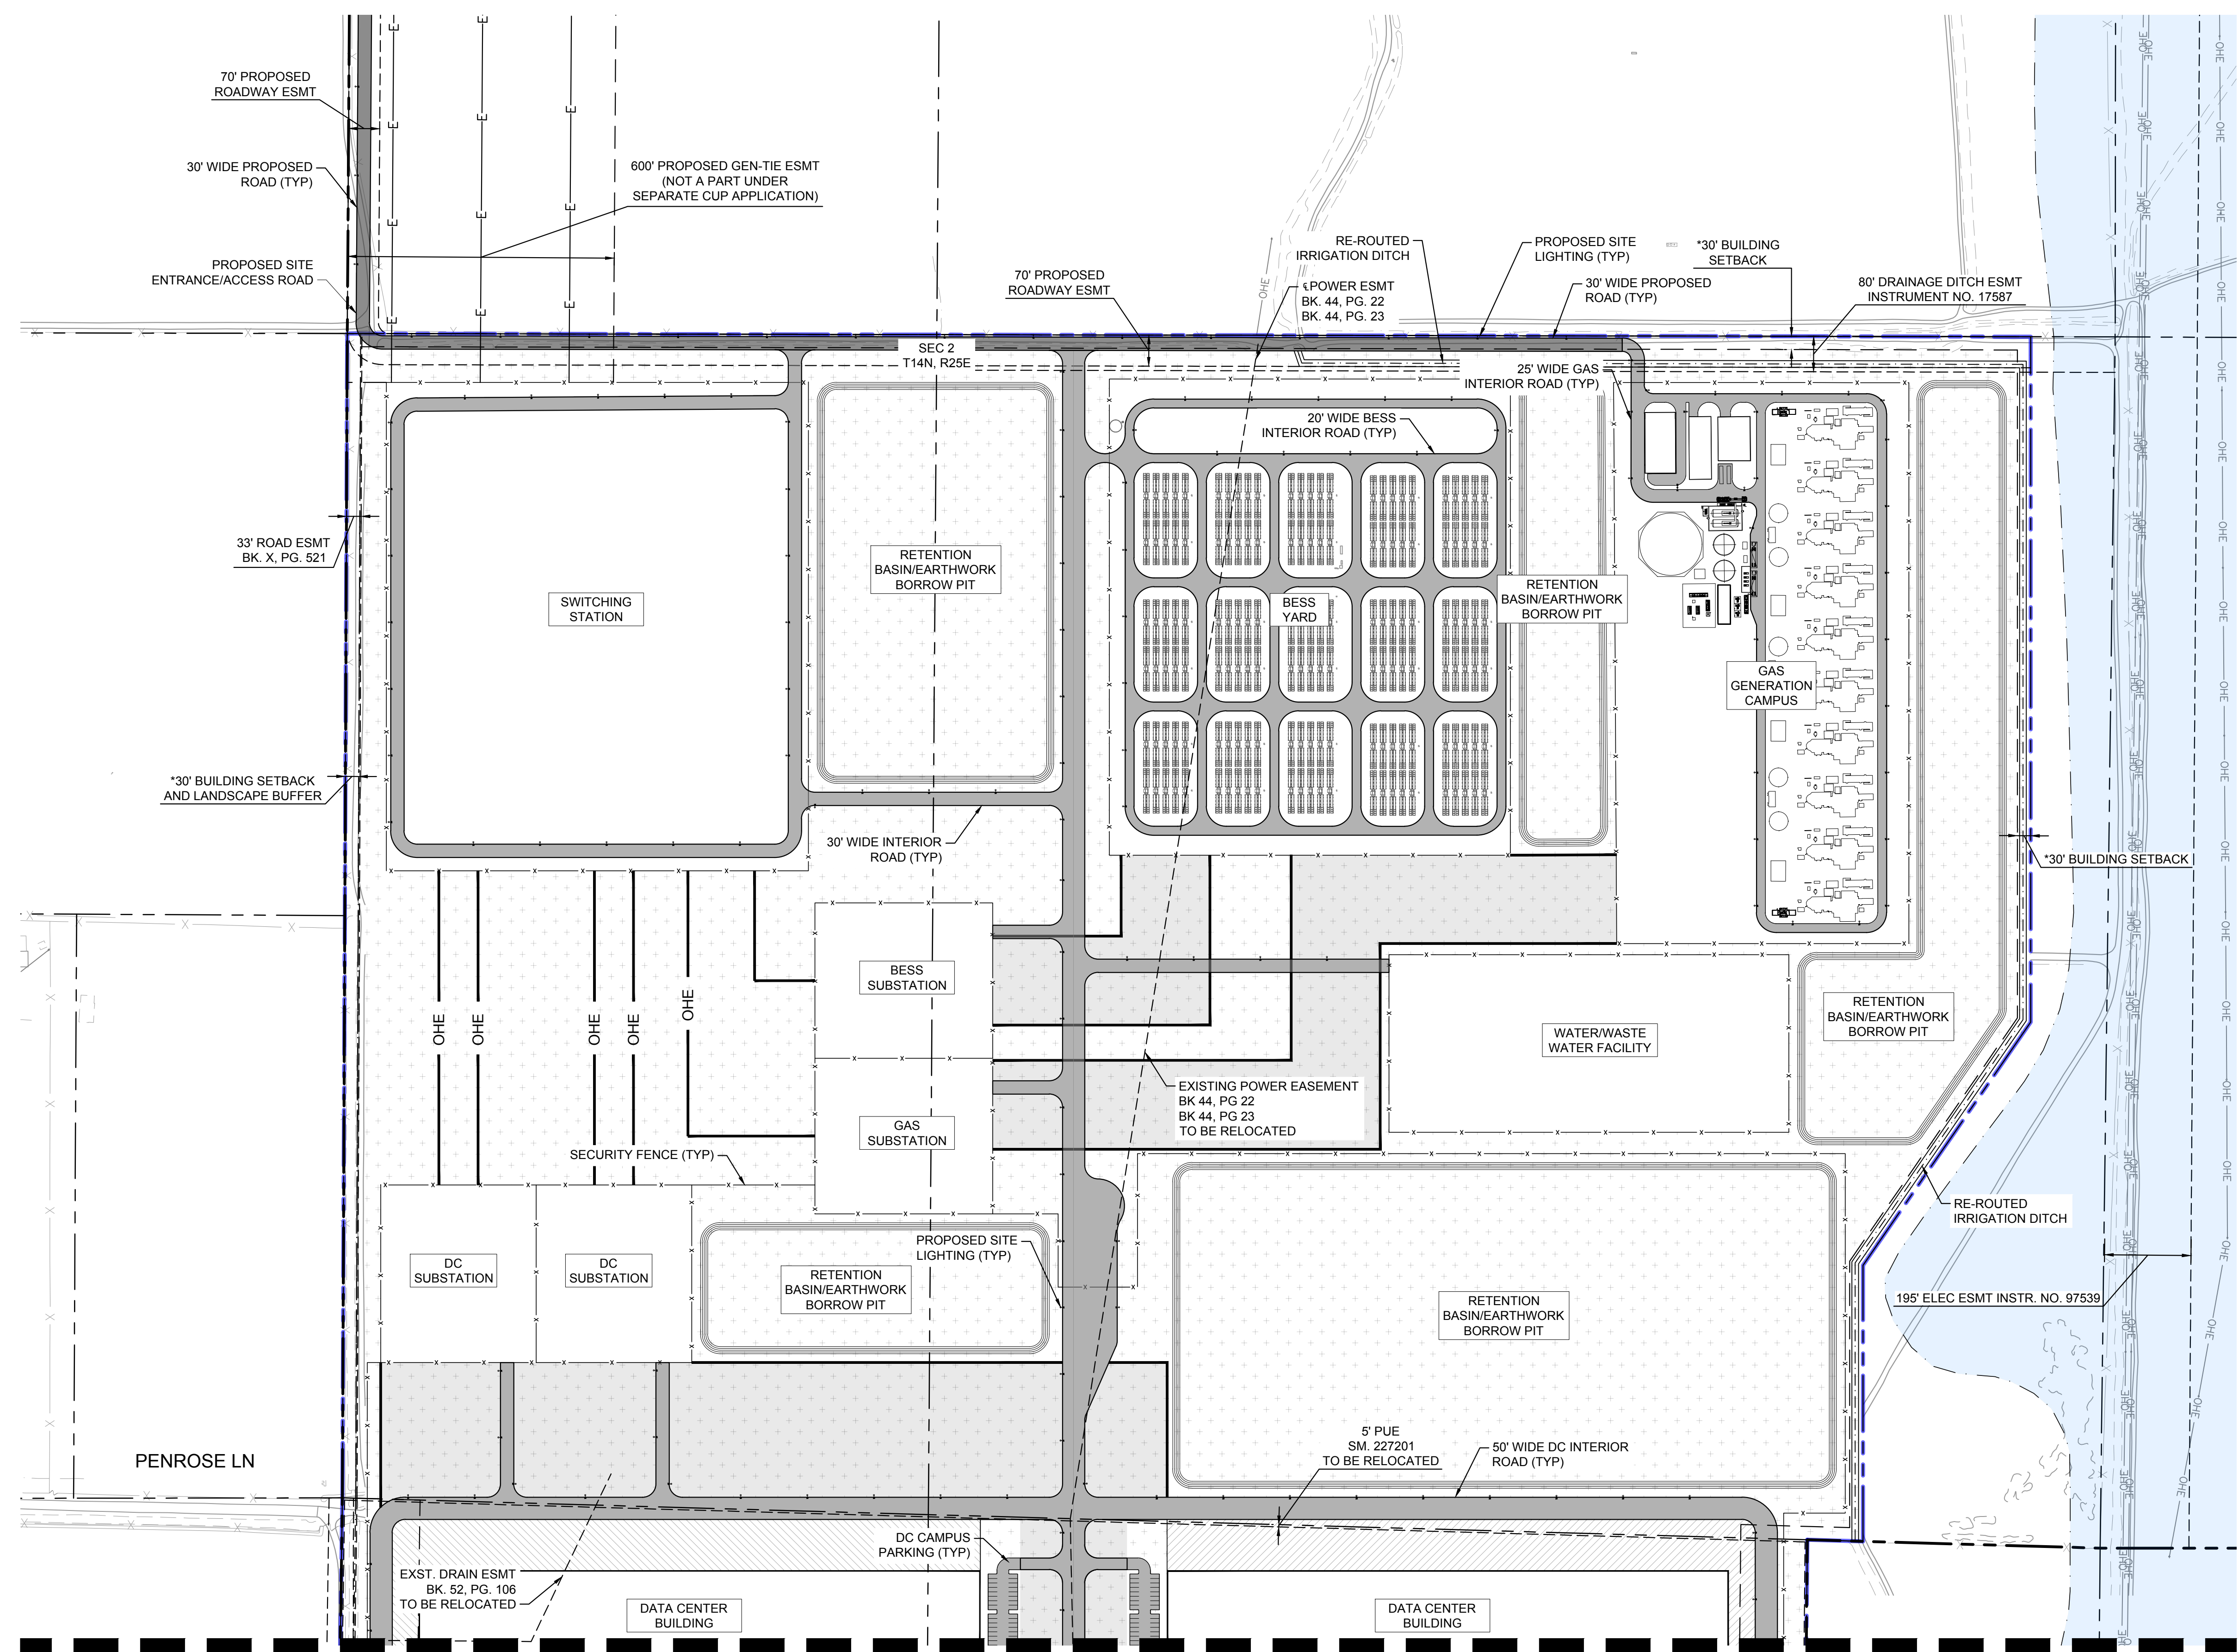 70' PROPOSED
ROADWAY ESMT
30' WIDE PROPOSED
ROAD (TYP)
PROPOSED SITE
ENTRANCE/ACCESS ROAD
600' PROPOSED GEN-TIE ESMT
(NOT A PART UNDER
SEPARATE CUP APPLICATION)
70' PROPOSED
ROADWAY ESMT
RE-ROUTED
IRRIGATION DITCH
℄POWER ESMT
BK. 44, PG. 22
BK. 44, PG. 23
PROPOSED SITE
LIGHTING (TYP)
30' WIDE PROPOSED
ROAD (TYP)
*30' BUILDING
SETBACK
80' DRAINAGE DITCH ESMT
INSTRUMENT NO. 17587
SEC 2
T14N, R25E
25' WIDE GAS
INTERIOR ROAD (TYP)
20' WIDE BESS
INTERIOR ROAD (TYP)
33' ROAD ESMT
BK. X, PG. 521
SWITCHING
STATION
RETENTION
BASIN/EARTHWORK
BORROW PIT
BESS
YARD
RETENTION
BASIN/EARTHWORK
BORROW PIT
GAS
GENERATION
CAMPUS
*30' BUILDING SETBACK
AND LANDSCAPE BUFFER
30' WIDE INTERIOR
ROAD (TYP)
*30' BUILDING SETBACK
BESS
SUBSTATION
OHE
OHE
OHE
OHE
OHE
RETENTION
BASIN/EARTHWORK
BORROW PIT
WATER/WASTE
WATER FACILITY
EXISTING POWER EASEMENT
BK 44, PG 22
BK 44, PG 23
TO BE RELOCATED
GAS
SUBSTATION
SECURITY FENCE (TYP)
RE-ROUTED
IRRIGATION DITCH
PROPOSED SITE
LIGHTING (TYP)
DC
SUBSTATION
DC
SUBSTATION
RETENTION
BASIN/EARTHWORK
BORROW PIT
RETENTION
BASIN/EARTHWORK
BORROW PIT
195' ELEC ESMT INSTR. NO. 97539
PENROSE LN
5' PUE
SM. 227201
TO BE RELOCATED
50' WIDE DC INTERIOR
ROAD (TYP)
DC CAMPUS
PARKING (TYP)
EXST. DRAIN ESMT
BK. 52, PG. 106
TO BE RELOCATED
DATA CENTER
BUILDING
DATA CENTER
BUILDING